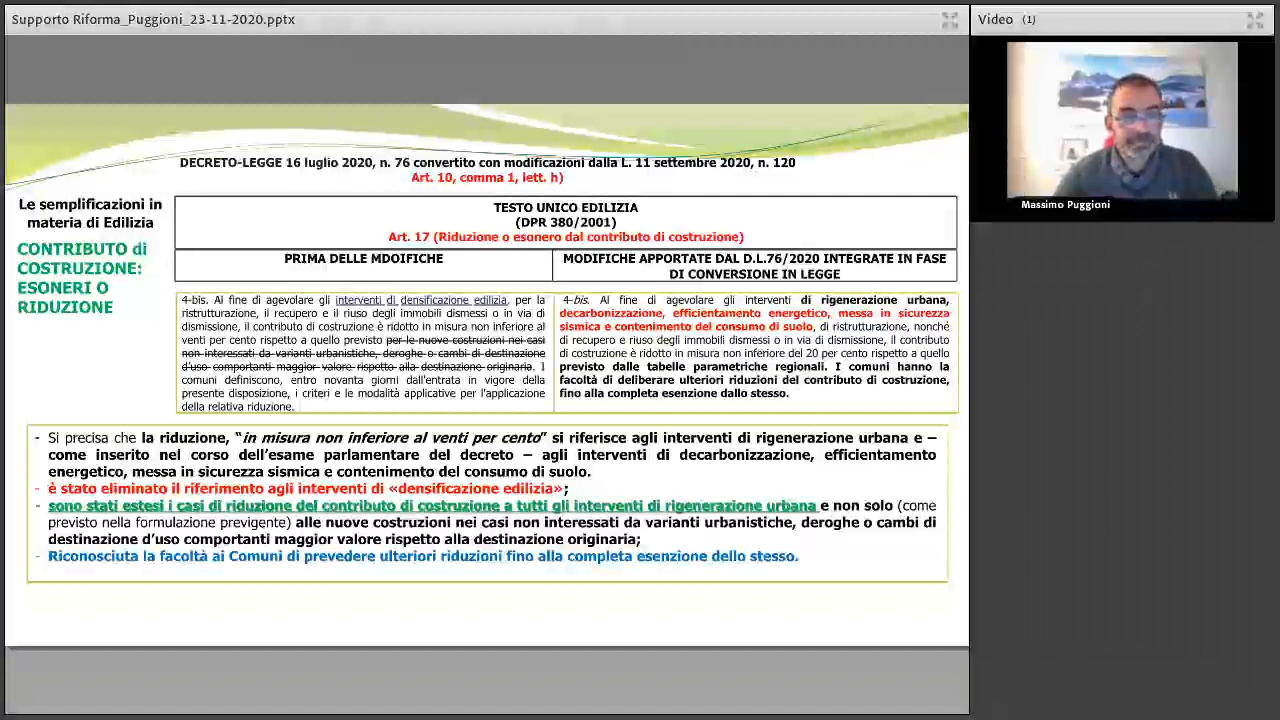 Supporto Riforma_Puggioni_23-11-2020.pptx
Video (1)
Massimo Puggioni
DECRETO-LEGGE 16 luglio 2020, n. 76 convertito con modificazioni dalla L. 11 settembre 2020, n. 120
Art. 10, comma 1, lett. h)
Le semplificazioni in
materia di Edilizia
CONTRIBUTO di
COSTRUZIONE:
ESONERI O
RIDUZIONE
TESTO UNICO EDILIZIA
(DPR 380/2001)
Art. 17 (Riduzione o esonero dal contributo di costruzione)
PRIMA DELLE MDOIFICHE
MODIFICHE APPORTATE DAL D.L.76/2020 INTEGRATE IN FASE
DI CONVERSIONE IN LEGGE
4-bis. Al fine di agevolare gli interventi di densificazione edilizia, per la
ristrutturazione, il recupero e il riuso degli immobili dismessi o in via di
dismissione, il contributo di costruzione è ridotto in misura non inferiore al
venti per cento rispetto a quello previsto per le nuove costruzioni nei casi
non interessati da varianti urbanistiche, deroghe o cambi di destinazione
d'uso comportanti maggior valore rispetto alla destinazione originaria. I
comuni definiscono, entro novanta giorni dall'entrata in vigore della
presente disposizione, i criteri e le modalità applicative per l'applicazione
della relativa riduzione.
4-bis. Al fine di agevolare gli interventi di rigenerazione urbana,
decarbonizzazione, efficientamento energetico, messa in sicurezza
sismica e contenimento del consumo di suolo, di ristrutturazione, nonché
di recupero e riuso degli immobili dismessi o in via di dismissione, il contributo
di costruzione è ridotto in misura non inferiore del 20 per cento rispetto a quello
previsto dalle tabelle parametriche regionali. I comuni hanno la
facoltà di deliberare ulteriori riduzioni del contributo di costruzione,
fino alla completa esenzione dallo stesso.
- Si precisa che la riduzione, "in misura non inferiore al venti per cento" si riferisce agli interventi di rigenerazione urbana e –
come inserito nel corso dell'esame parlamentare del decreto – agli interventi di decarbonizzazione, efficientamento
energetico, messa in sicurezza sismica e contenimento del consumo di suolo.
- è stato eliminato il riferimento agli interventi di «densificazione edilizia»;
- sono stati estesi i casi di riduzione del contributo di costruzione a tutti gli interventi di rigenerazione urbana e non solo (come
previsto nella formulazione previgente) alle nuove costruzioni nei casi non interessati da varianti urbanistiche, deroghe o cambi di
destinazione d'uso comportanti maggior valore rispetto alla destinazione originaria;
- Riconosciuta la facoltà ai Comuni di prevedere ulteriori riduzioni fino alla completa esenzione dello stesso.